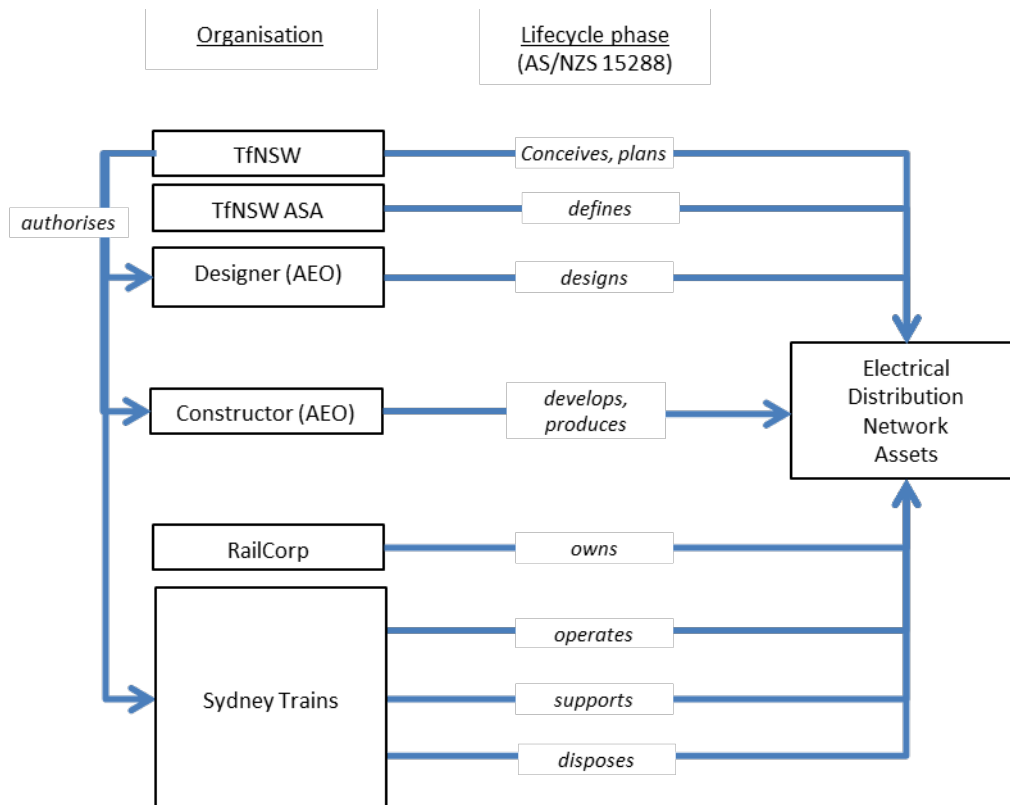 Organisation
Lifecycle phase
(AS/NZS 15288)
TfNSW
Conceives, plans
authorises
TfNSW ASA
defines
Designer (AEO)
designs
Constructor (AEO)
develops,
produces
Electrical
Distribution
Network
Assets
RailCorp
owns
Sydney Trains
operates
supports
disposes